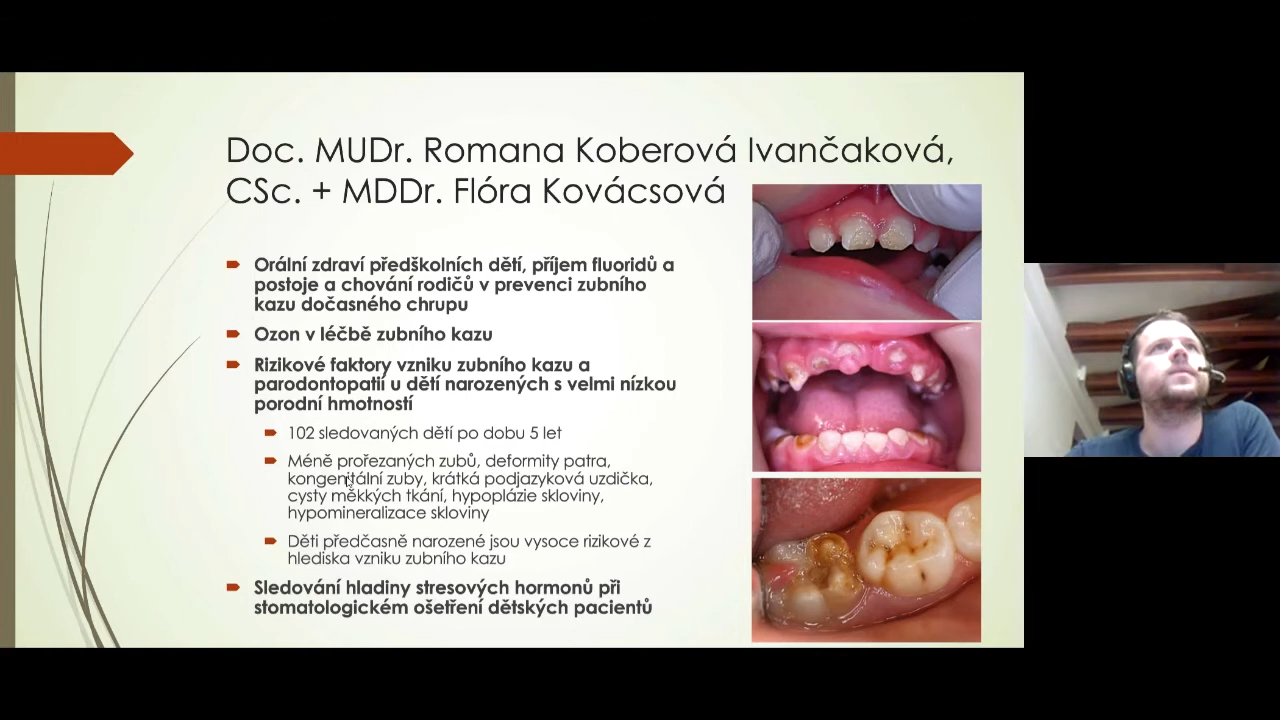 Doc. MUDr. Romana Koberová Ivančaková,
CSc. + MDDr. Flóra Kovácsová
Orální zdraví předškolních dětí, příjem fluoridů a
postoje a chování rodičů v prevenci zubního
kazu dočasného chrupu
Ozon v léčbě zubního kazu
Rizikové faktory vzniku zubního kazu a
parodontopatií u dětí narozených s velmi nízkou
porodní hmotností
102 sledovaných dětí po dobu 5 let
Méně prořezaných zubů, deformity patra,
kongenitální zuby, krátká podjazyková uzdička,
cysty měkkých tkání, hypoplázie skloviny,
hypomineralizace skloviny
Děti předčasně narozené jsou vysoce rizikové z
hlediska vzniku zubního kazu
Sledování hladiny stresových hormonů při
stomatologickém ošetření dětských pacientů